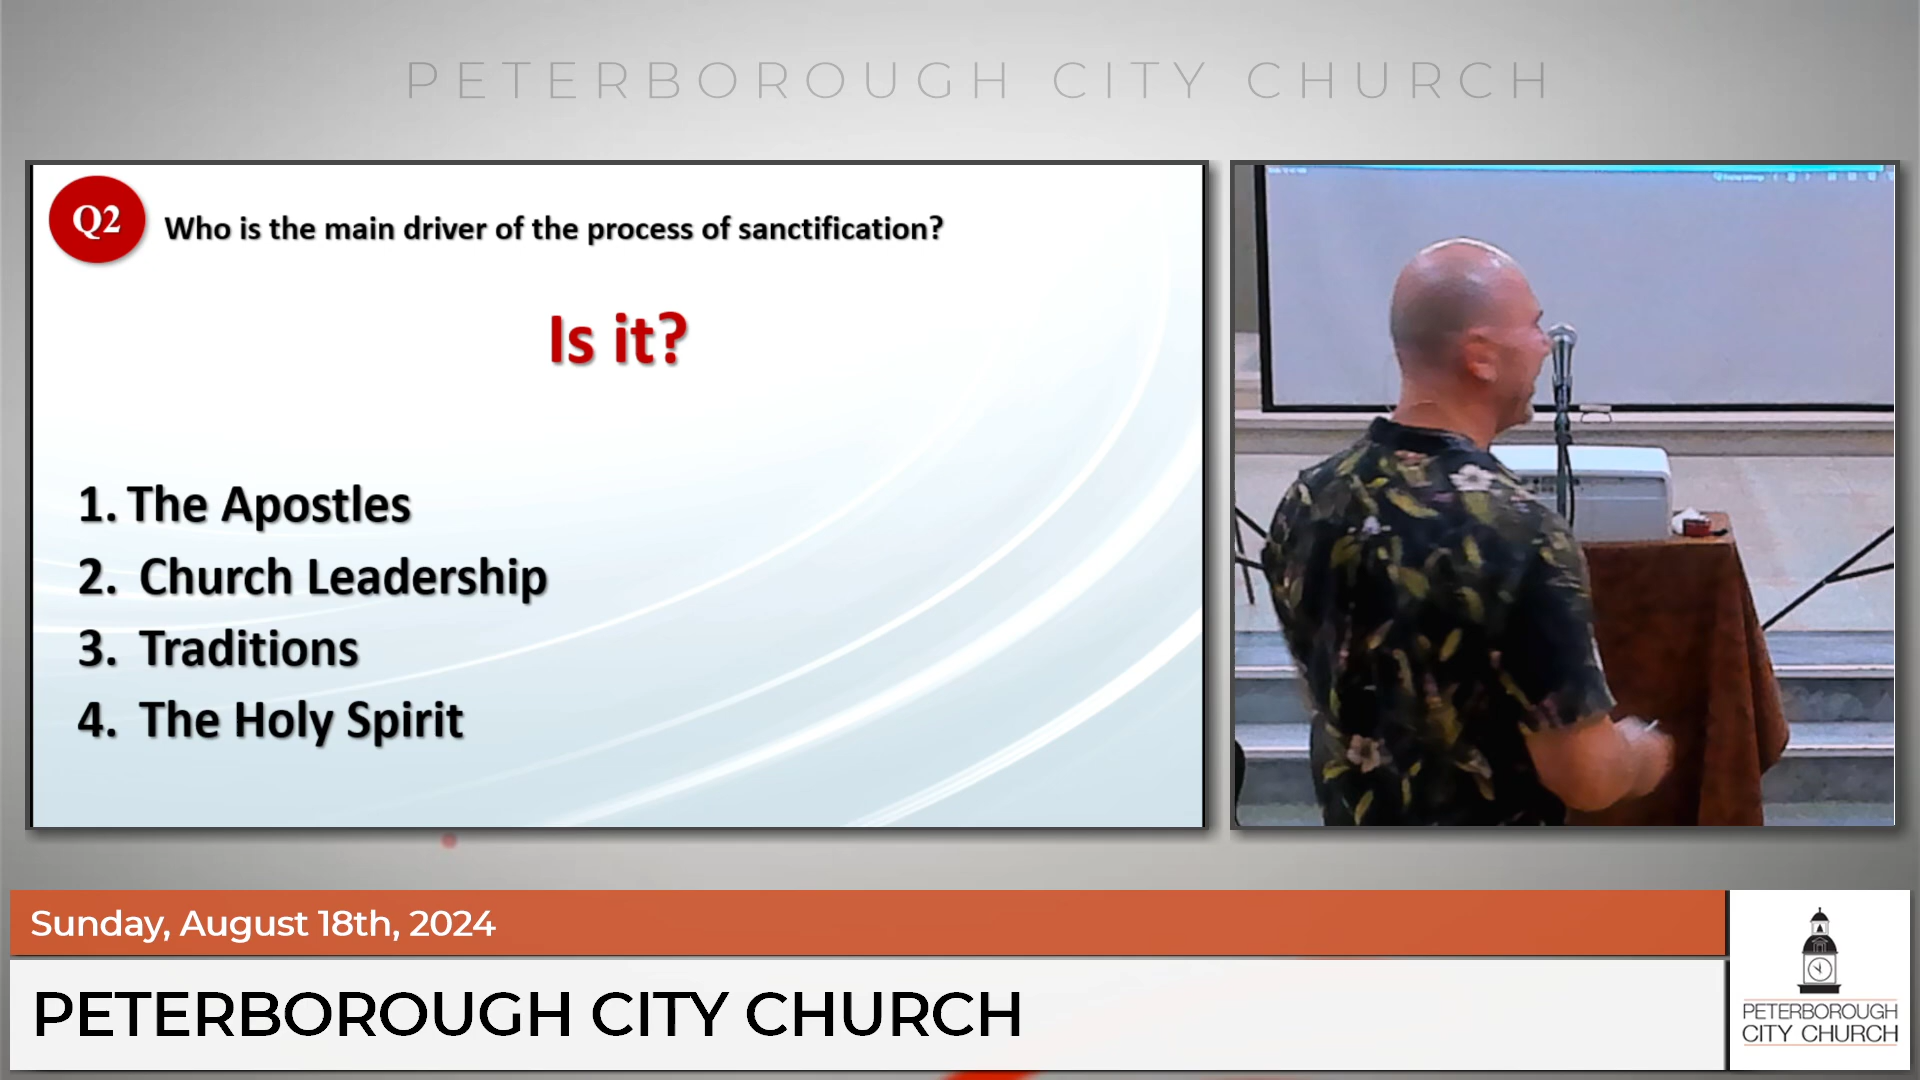 PETERBOROUGH CITY CHURCH
Q2
Who is the main driver of the process of sanctification?
Is it?
1. The Apostles
2. Church Leadership
3. Traditions
4. The Holy Spirit
Sunday, August 18th, 2024
PETERBOROUGH CITY CHURCH
PETERBOROUGH
CITY CHURCH